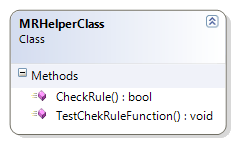 MRHelperClass
Class
Methods
CheckRule() : bool
TestChekRuleFunction() : void